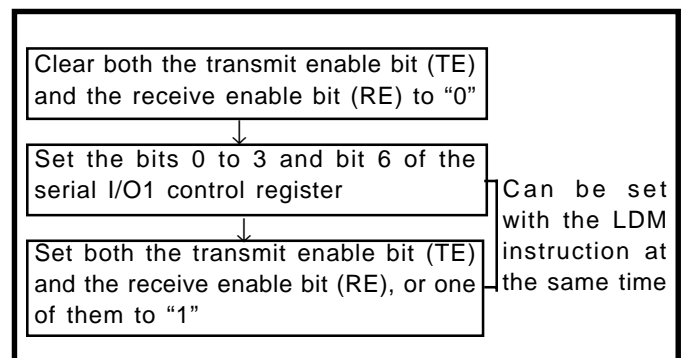 Clear both the transmit enable bit (TE)
and the receive enable bit (RE) to “0”
Set the bits 0 to 3 and bit 6 of the
serial I/O1 control register
Set both the transmit enable bit (TE)
and the receive enable bit (RE), or one
of them to “1”
Can be set
with the LDM
instruction at
the same time